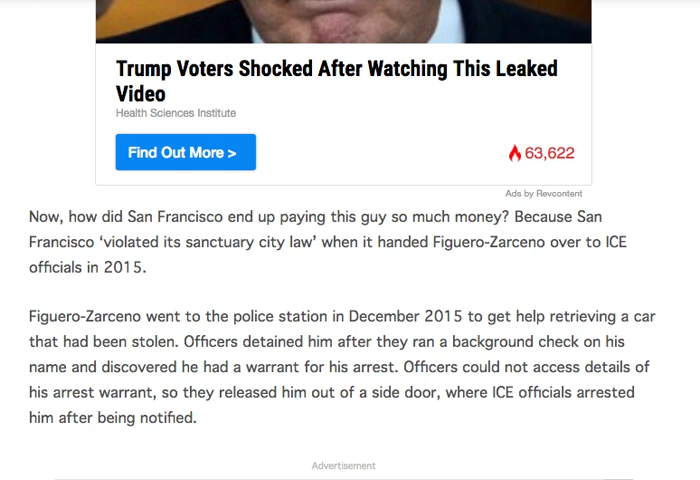 Trump Voters Shocked After Watching This Leaked
Video
Health Sciences Institute
Find Out More >
63,622
Ads by Revcontent
Now, how did San Francisco end up paying this guy so much money? Because San
Francisco ‘violated its sanctuary city law’ when it handed Figuero-Zarceno over to ICE
officials in 2015.
Figuero-Zarceno went to the police station in December 2015 to get help retrieving a car
that had been stolen. Officers detained him after they ran a background check on his
name and discovered he had a warrant for his arrest. Officers could not access details of
his arrest warrant, so they released him out of a side door, where ICE officials arrested
him after being notified.
Advertisement